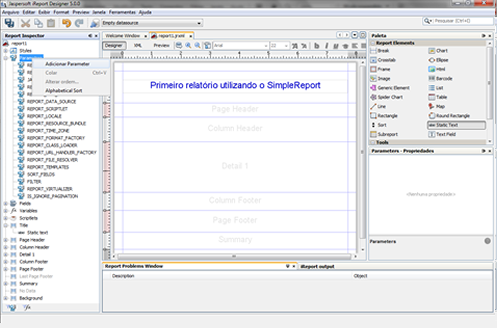 Jaspersoft iReport Designer 5.0.0
Arquivo Editar Exibir Format Preview Janela Ferramentas Ajuda
Empty datasource
Pesquisar
Report Inspector
report1
Styles
Adicionar Parameter
Colar Ctrl-V
Alterar ordem...
Alphabetical Sort
REPORT_DATA_SOURCE
REPORT_SCRIPTLET
REPORT_LOCALE
REPORT_RESOURCE_BUNDLE
REPORT_TIME_ZONE
REPORT_FORMAT_FACTORY
REPORT_CLASS_LOADER
REPORT_URL_HANDLER_FACTORY
REPORT_FILE_RESOLVER
REPORT_TEMPLATES
SORT_FIELDS
FILTER
REPORT_VIRTUALIZER
IS_IGNORE_PAGINATION
Fields
Variables
Scriptlets
Title
Static text
Page Header
Column Header
Detail 1
Column Footer
Page Footer
Last Page Footer
Summary
No Data
Background
Welcome Window
report1.jrxml
Designer XML Preview
Primeiro relatório utilizando o SimpleReport
Page Header
Column Header
Detail 1
Column Footer
Page Footer
Summary
Report Problems Window
iReport output
Description
Object
Paleta
Report Elements
Break
Chart
Crosslab
Ellipse
Frame
Html
Image
Barcode
Generic Element
List
Spider Chart
Table
Line
Map
Rectangle
Round Rectangle
Sort
Static Text
Subreport
Text Field
Tools
Parameters - Propriedades
<Nenhuma propriedade>
Parameters